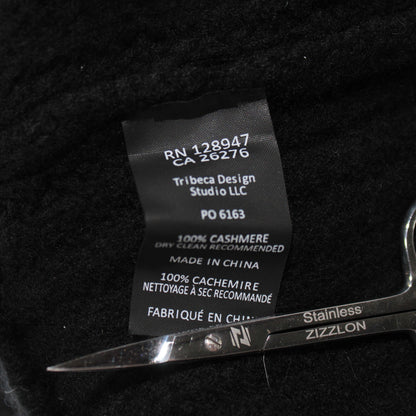 RN 128947
CA 26276
Tribeca Design
Studio LLC
PO 6163
100% CASHMERE
DRY CLEAN RECOMMENDED
MADE IN CHINA
100% CACHEMIRE
NETTOYAGE À SEC RECOMMANDÉ
FABRIQUÉ EN CHINE
Stainless
ZIZZLON